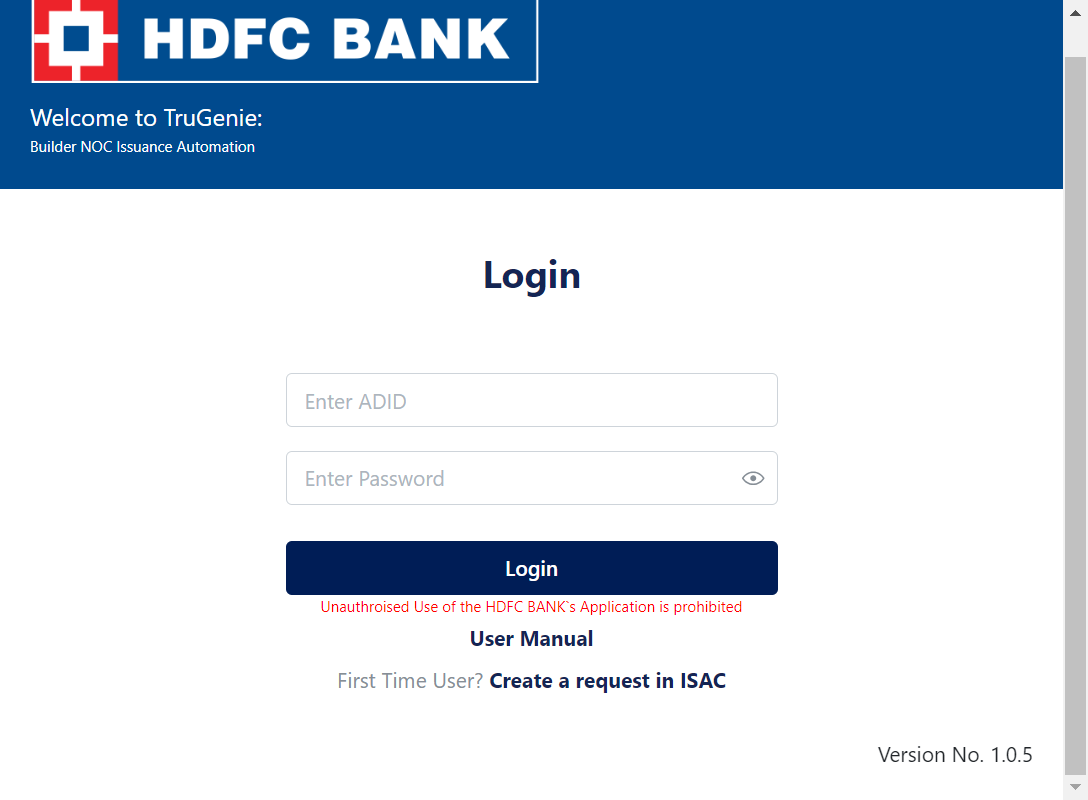 HDFC BANK
Welcome to TruGenie:
Builder NOC Issuance Automation
Login
Enter ADID
Enter Password
Login
Unauthroised Use of the HDFC BANK`s Application is prohibited
User Manual
First Time User? Create a request in ISAC
Version No. 1.0.5